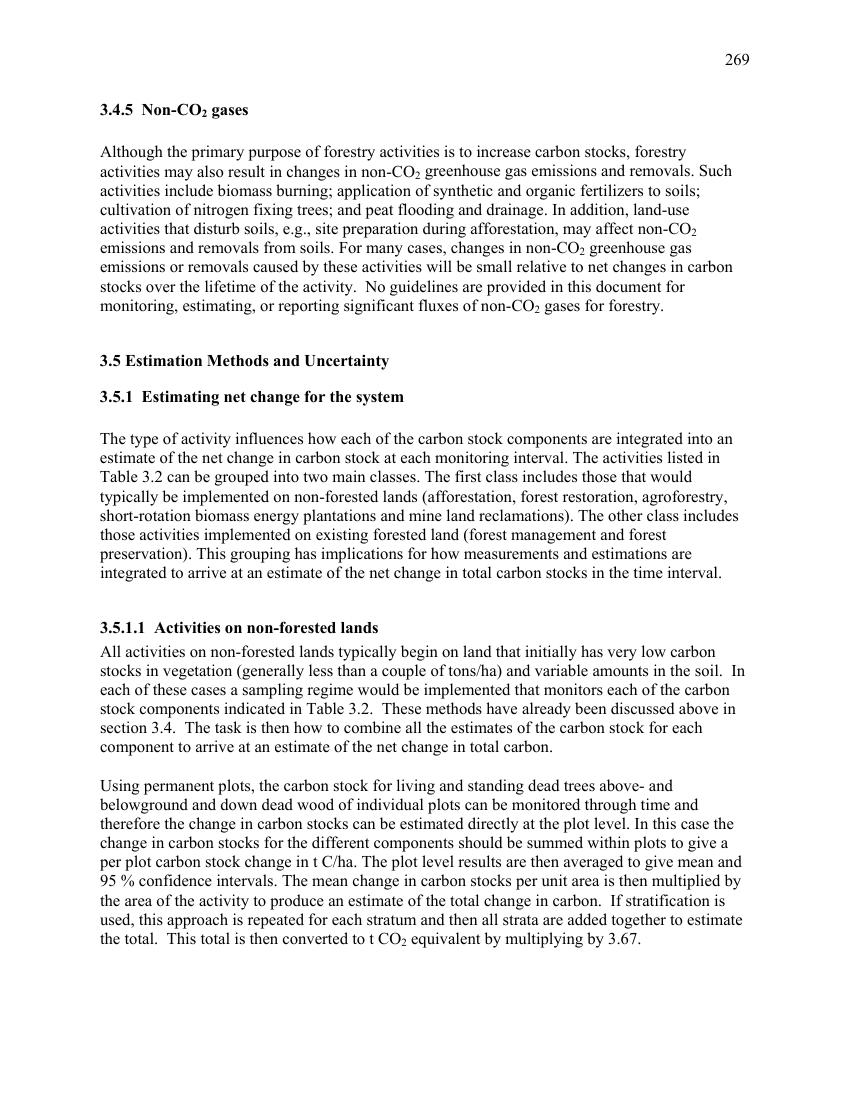 269
3.4.5 Non-CO2 gases
Although the primary purpose of forestry activities is to increase carbon stocks, forestry
activities may also result in changes in non-CO2 greenhouse gas emissions and removals. Such
activities include biomass burning; application of synthetic and organic fertilizers to soils;
cultivation of nitrogen fixing trees; and peat flooding and drainage. In addition, land-use
activities that disturb soils, e.g., site preparation during afforestation, may affect non-CO2
emissions and removals from soils. For many cases, changes in non-CO2 greenhouse gas
emissions or removals caused by these activities will be small relative to net changes in carbon
stocks over the lifetime of the activity. No guidelines are provided in this document for
monitoring, estimating, or reporting significant fluxes of non-CO2 gases for forestry.
3.5 Estimation Methods and Uncertainty
3.5.1 Estimating net change for the system
The type of activity influences how each of the carbon stock components are integrated into an
estimate of the net change in carbon stock at each monitoring interval. The activities listed in
Table 3.2 can be grouped into two main classes. The first class includes those that would
typically be implemented on non-forested lands (afforestation, forest restoration, agroforestry,
short-rotation biomass energy plantations and mine land reclamations). The other class includes
those activities implemented on existing forested land (forest management and forest
preservation). This grouping has implications for how measurements and estimations are
integrated to arrive at an estimate of the net change in total carbon stocks in the time interval.
3.5.1.1 Activities on non-forested lands
All activities on non-forested lands typically begin on land that initially has very low carbon
stocks in vegetation (generally less than a couple of tons/ha) and variable amounts in the soil. In
each of these cases a sampling regime would be implemented that monitors each of the carbon
stock components indicated in Table 3.2. These methods have already been discussed above in
section 3.4. The task is then how to combine all the estimates of the carbon stock for each
component to arrive at an estimate of the net change in total carbon.
Using permanent plots, the carbon stock for living and standing dead trees above- and
belowground and down dead wood of individual plots can be monitored through time and
therefore the change in carbon stocks can be estimated directly at the plot level. In this case the
change in carbon stocks for the different components should be summed within plots to give a
per plot carbon stock change in t C/ha. The plot level results are then averaged to give mean and
95 % confidence intervals. The mean change in carbon stocks per unit area is then multiplied by
the area of the activity to produce an estimate of the total change in carbon. If stratification is
used, this approach is repeated for each stratum and then all strata are added together to estimate
the total. This total is then converted to t CO2 equivalent by multiplying by 3.67.